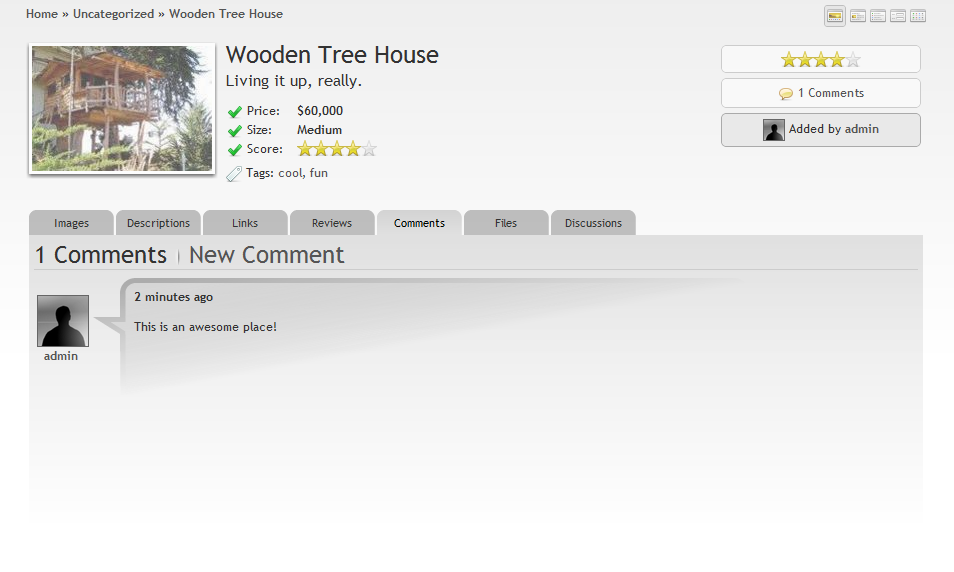 Home » Uncategorized » Wooden Tree House
Wooden Tree House
Living it up, really.
Price: $60,000
Size: Medium
Score:
Tags: cool, fun
1 Comments
Added by admin
Images Descriptions Links Reviews Comments Files Discussions
1 Comments New Comment
2 minutes ago
This is an awesome place!
admin